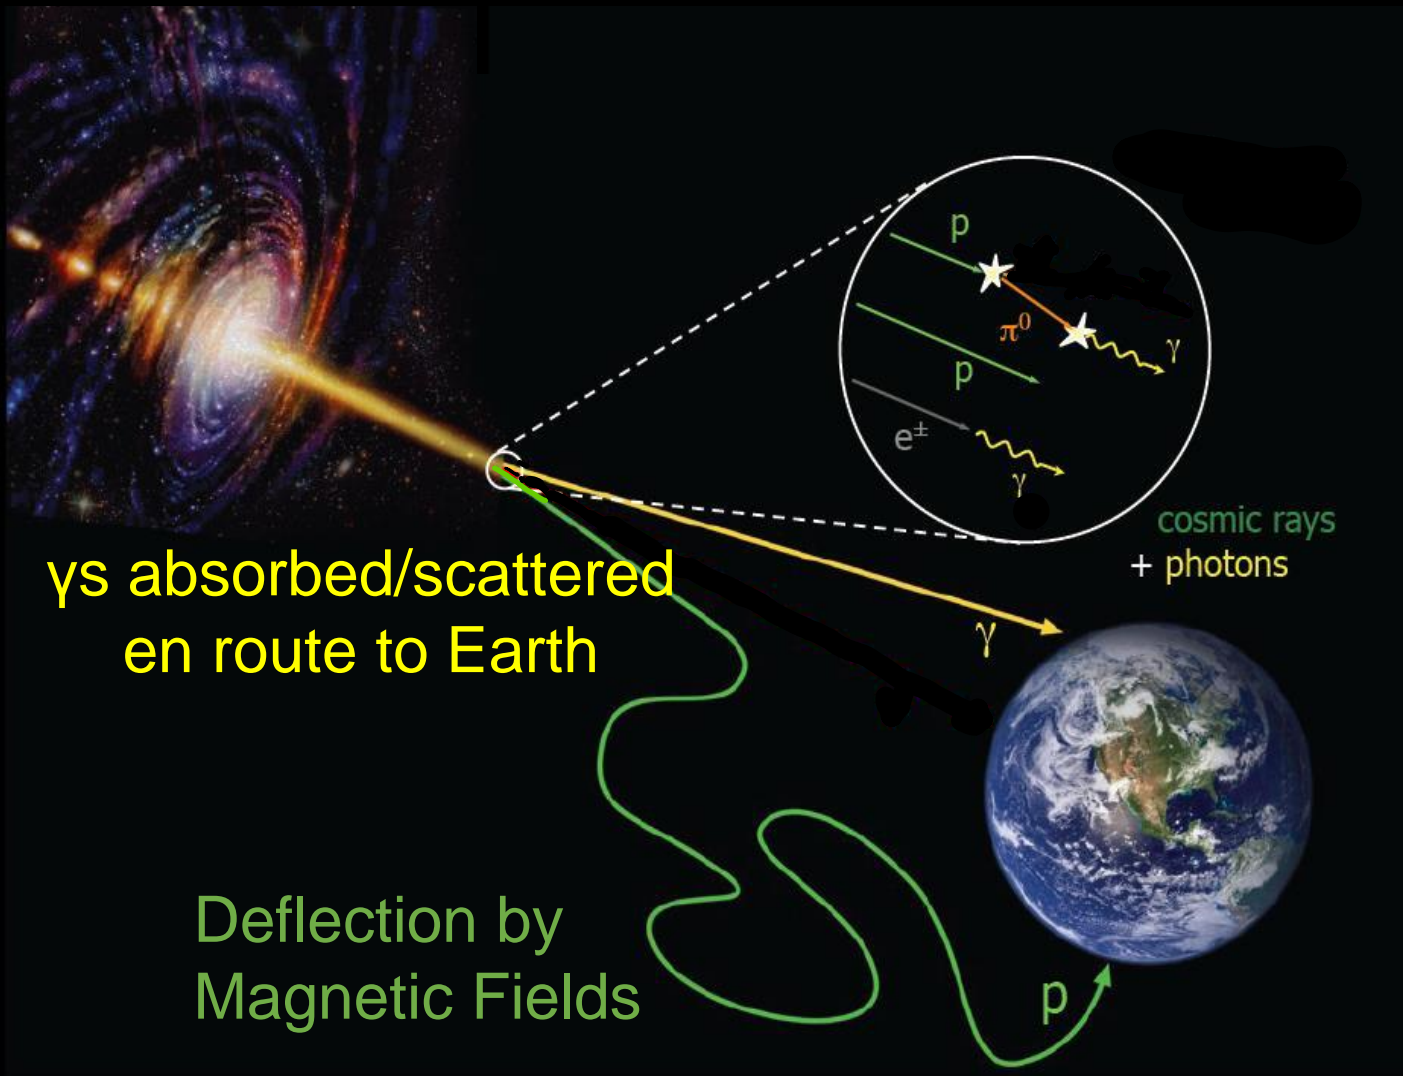 p
π⁰
γ
p
e±
γ
cosmic rays
+ photons
γs absorbed/scattered
en route to Earth
γ
Deflection by
Magnetic Fields
p